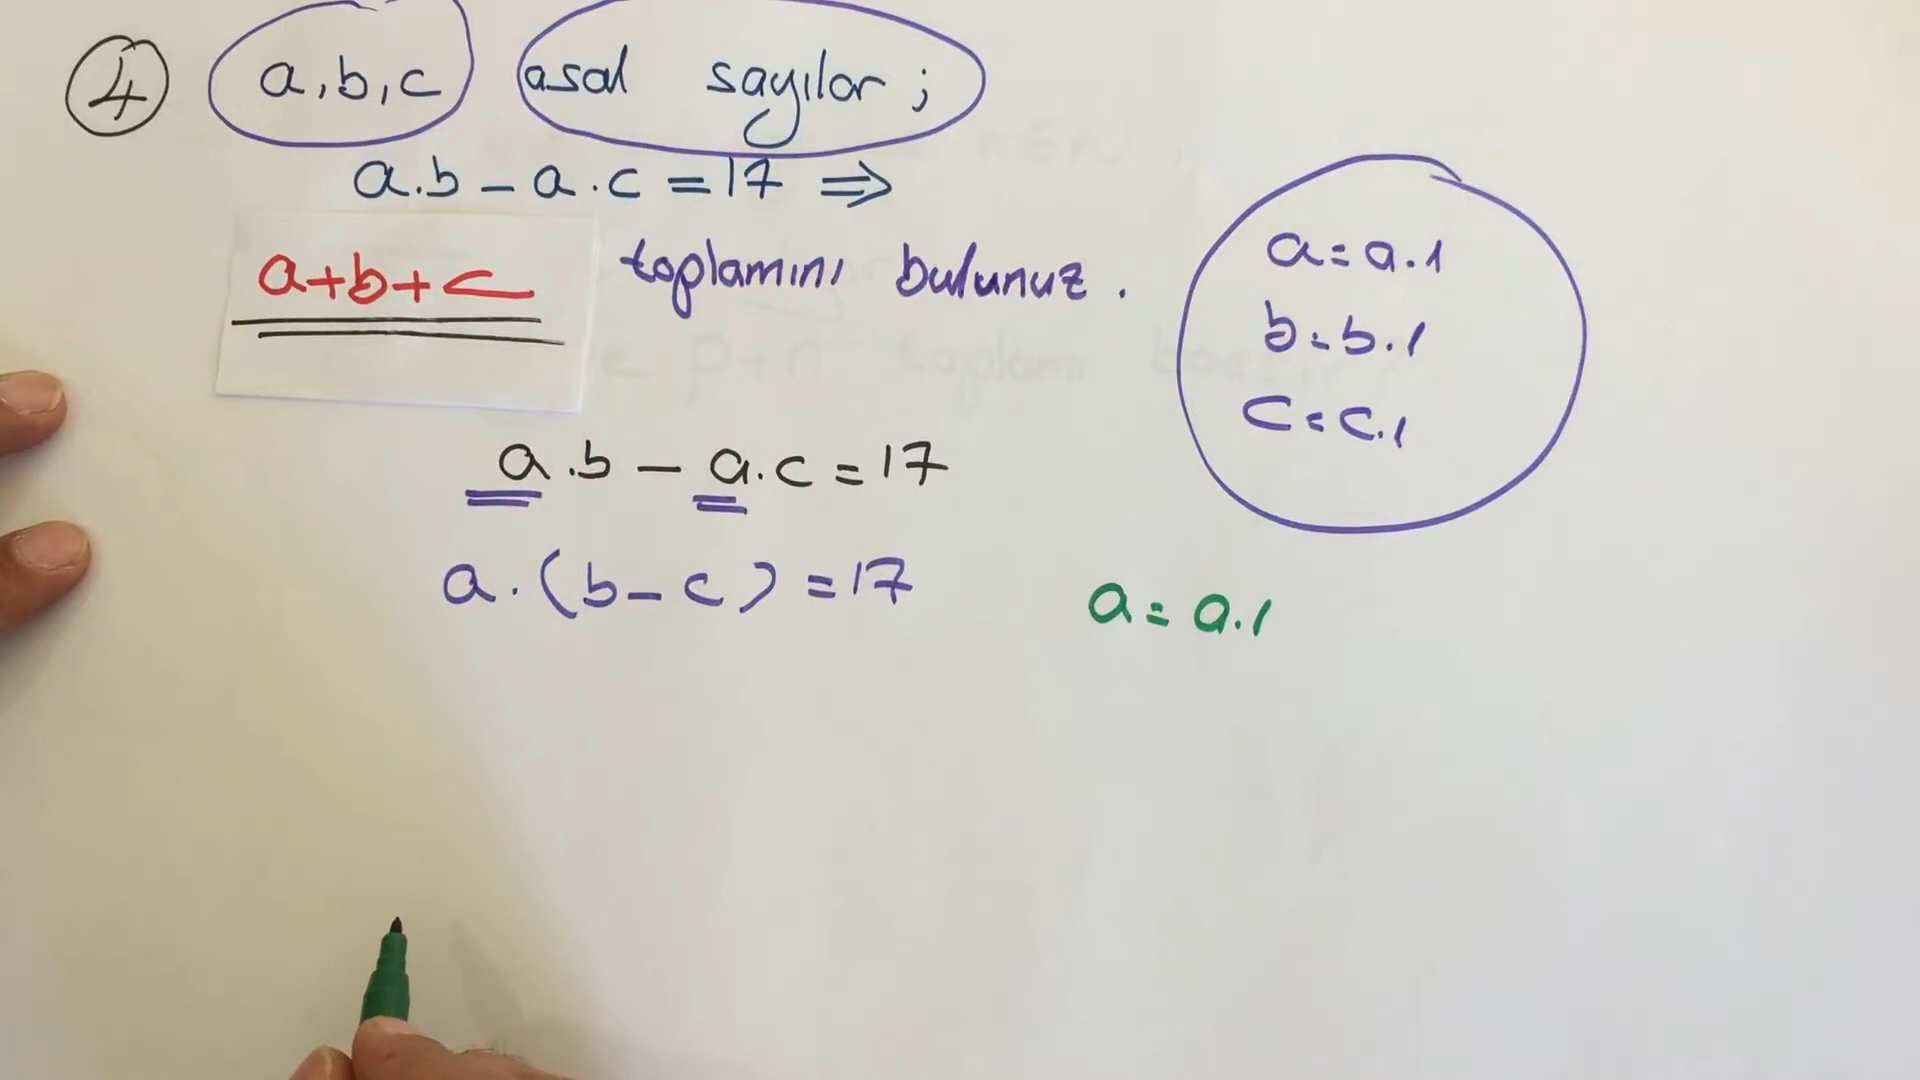 4 a,b,c asal sayılar ;
a.b - a.c = 17 ⇒
a+b+c toplamını bulunuz .
a = a.1
b = b.1
c = c.1
a.b - a.c = 17
a.(b-c) = 17
a = a.1